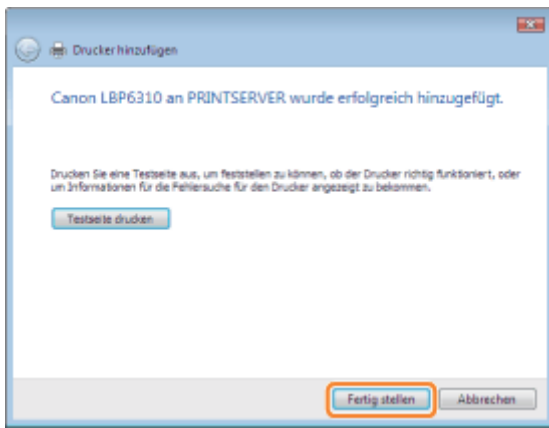 Drucker hinzufügen
Canon LBP6310 an PRINTSERVER wurde erfolgreich hinzugefügt.
Drucken Sie eine Testseite aus, um feststellen zu können, ob der Drucker richtig funktioniert, oder
um Informationen für die Fehlersuche für den Drucker angezeigt zu bekommen.
Testseite drucken
Fertig stellen
Abbrechen